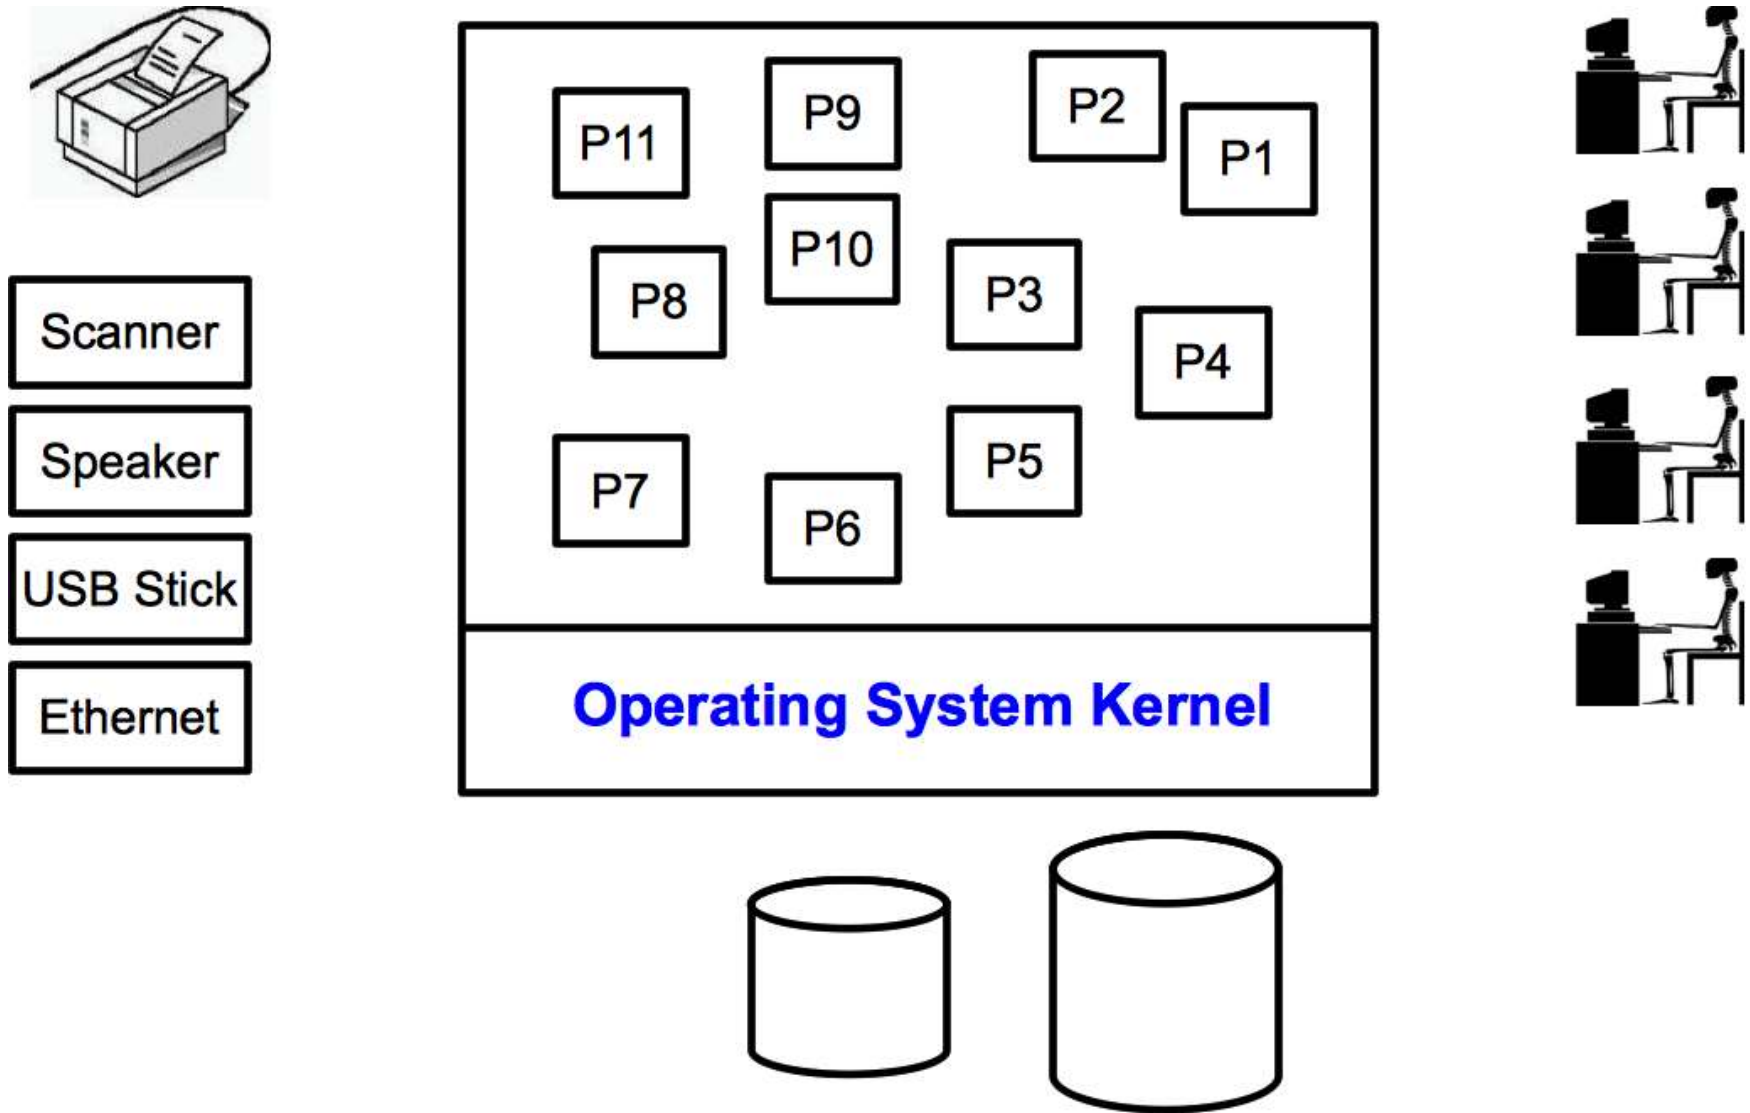 P11
P9
P2
P1
P10
P8
P3
P4
P7
P6
P5
Scanner
Speaker
USB Stick
Ethernet
Operating System Kernel